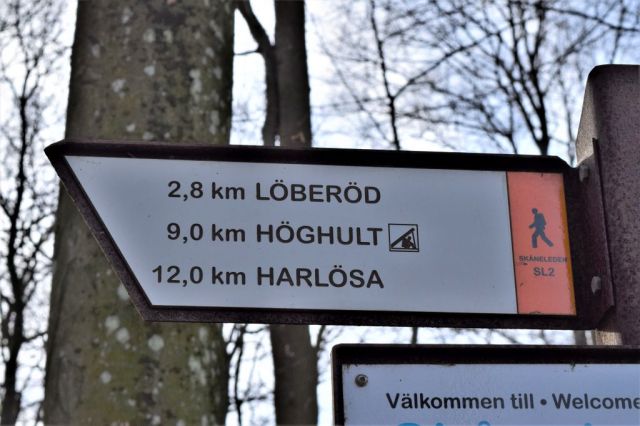 2,8 km LÖBERÖD
9,0 km HÖGHULT
12,0 km HARLÖSA
SKÅNELEDEN
SL2
Välkommen till • Welcome